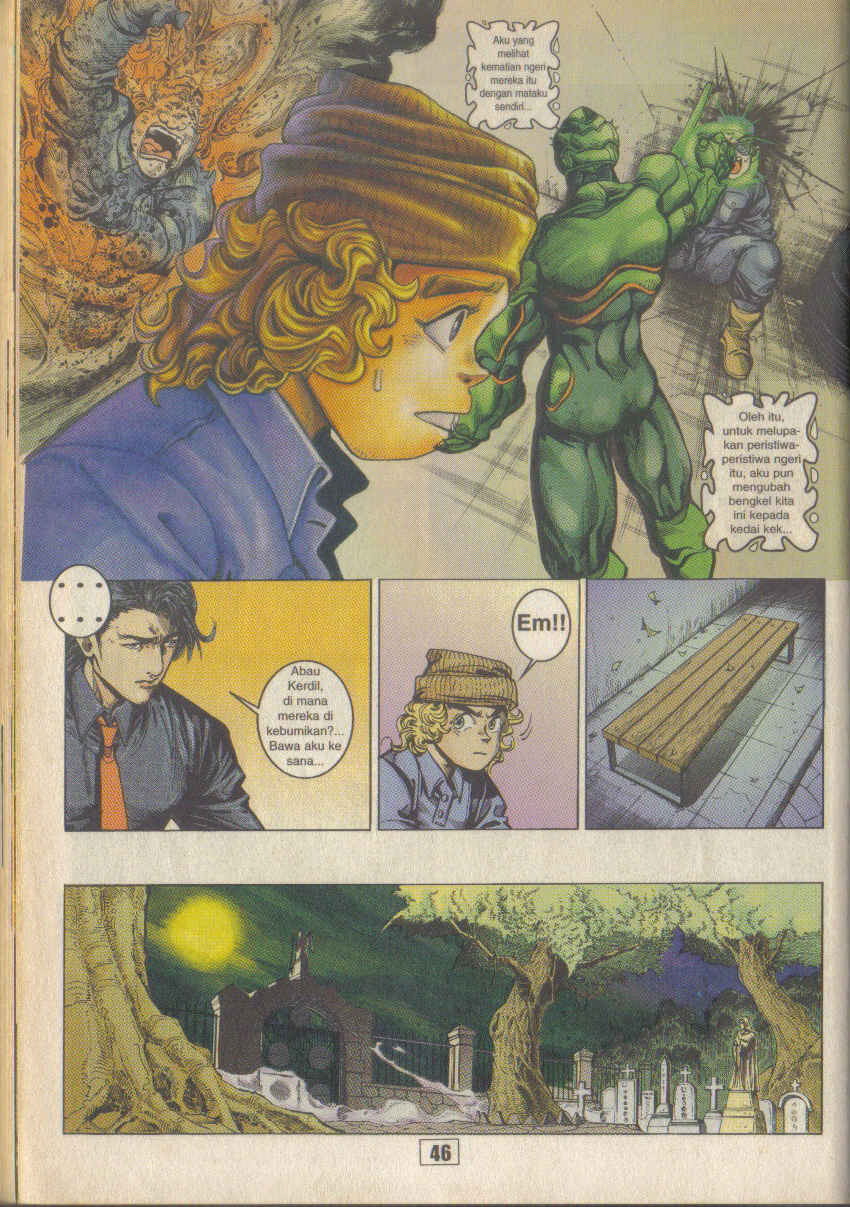 Aku yang
melihat
kematian ngeri
mereka itu
dengan mataku
sendiri...
Oleh itu,
untuk melupa-
kan peristiwa-
peristiwa ngeri
itu, aku pun
mengubah
bengkel kita
ini kepada
kedai kek...
......
Abau
Kerdil,
di mana
mereka di
kebumikan?...
Bawa aku ke
sana...
Em!!
46